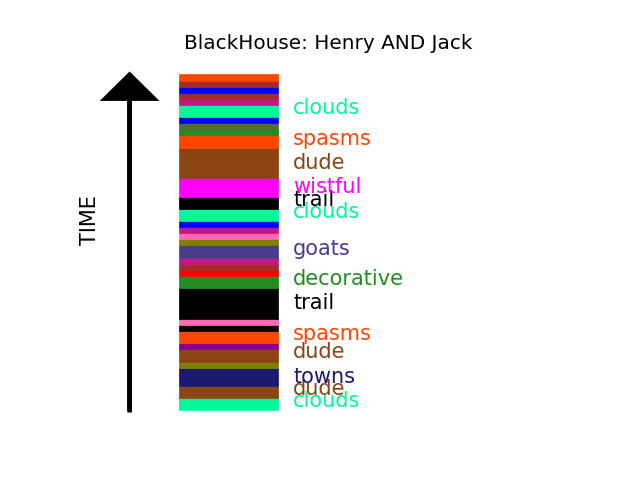 BlackHouse: Henry AND Jack
clouds
spasms
dude
wistful
trail
clouds
TIME
goats
decorative
trail
spasms
dude
towns
dude
clouds